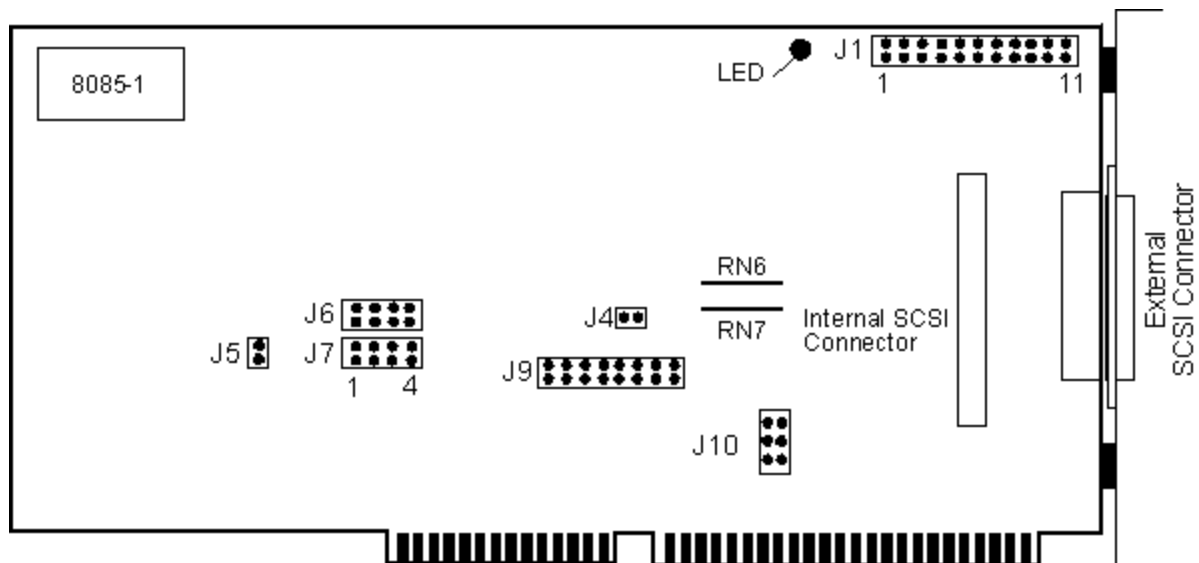 8085-1
LED
J1
1
11
RN6
J6
J4
RN7
Internal SCSI
Connector
J5
J7
1
4
J9
J10
External
SCSI Connector